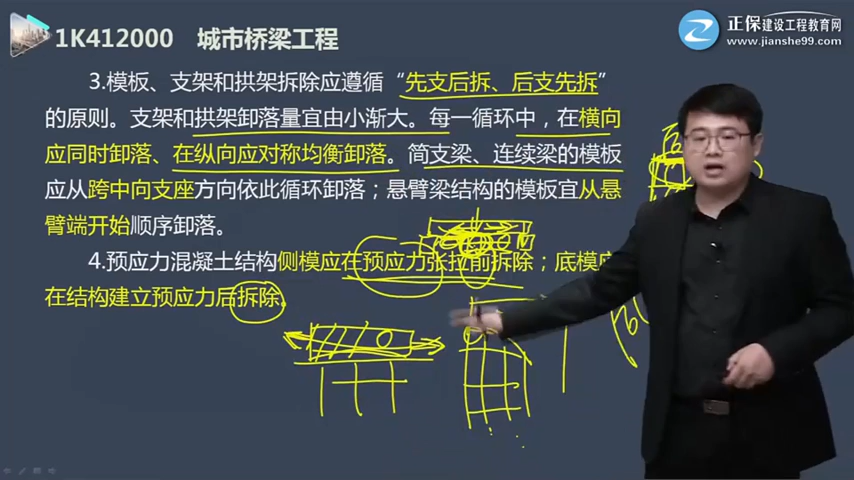 1K412000 城市桥梁工程
正保建设工程教育网
www.jianshe99.com
3.模板、支架和拱架拆除应遵循“先支后拆、后支先拆”
的原则。支架和拱架卸落量宜由小渐大。每一循环中，在横向
应同时卸落、在纵向应对称均衡卸落。简支梁、连续梁的模板
应从跨中向支座方向依此循环卸落；悬臂梁结构的模板宜从悬
臂端开始顺序卸落。
4.预应力混凝土结构侧模应在预应力张拉前拆除；底模应
在结构建立预应力后拆除。